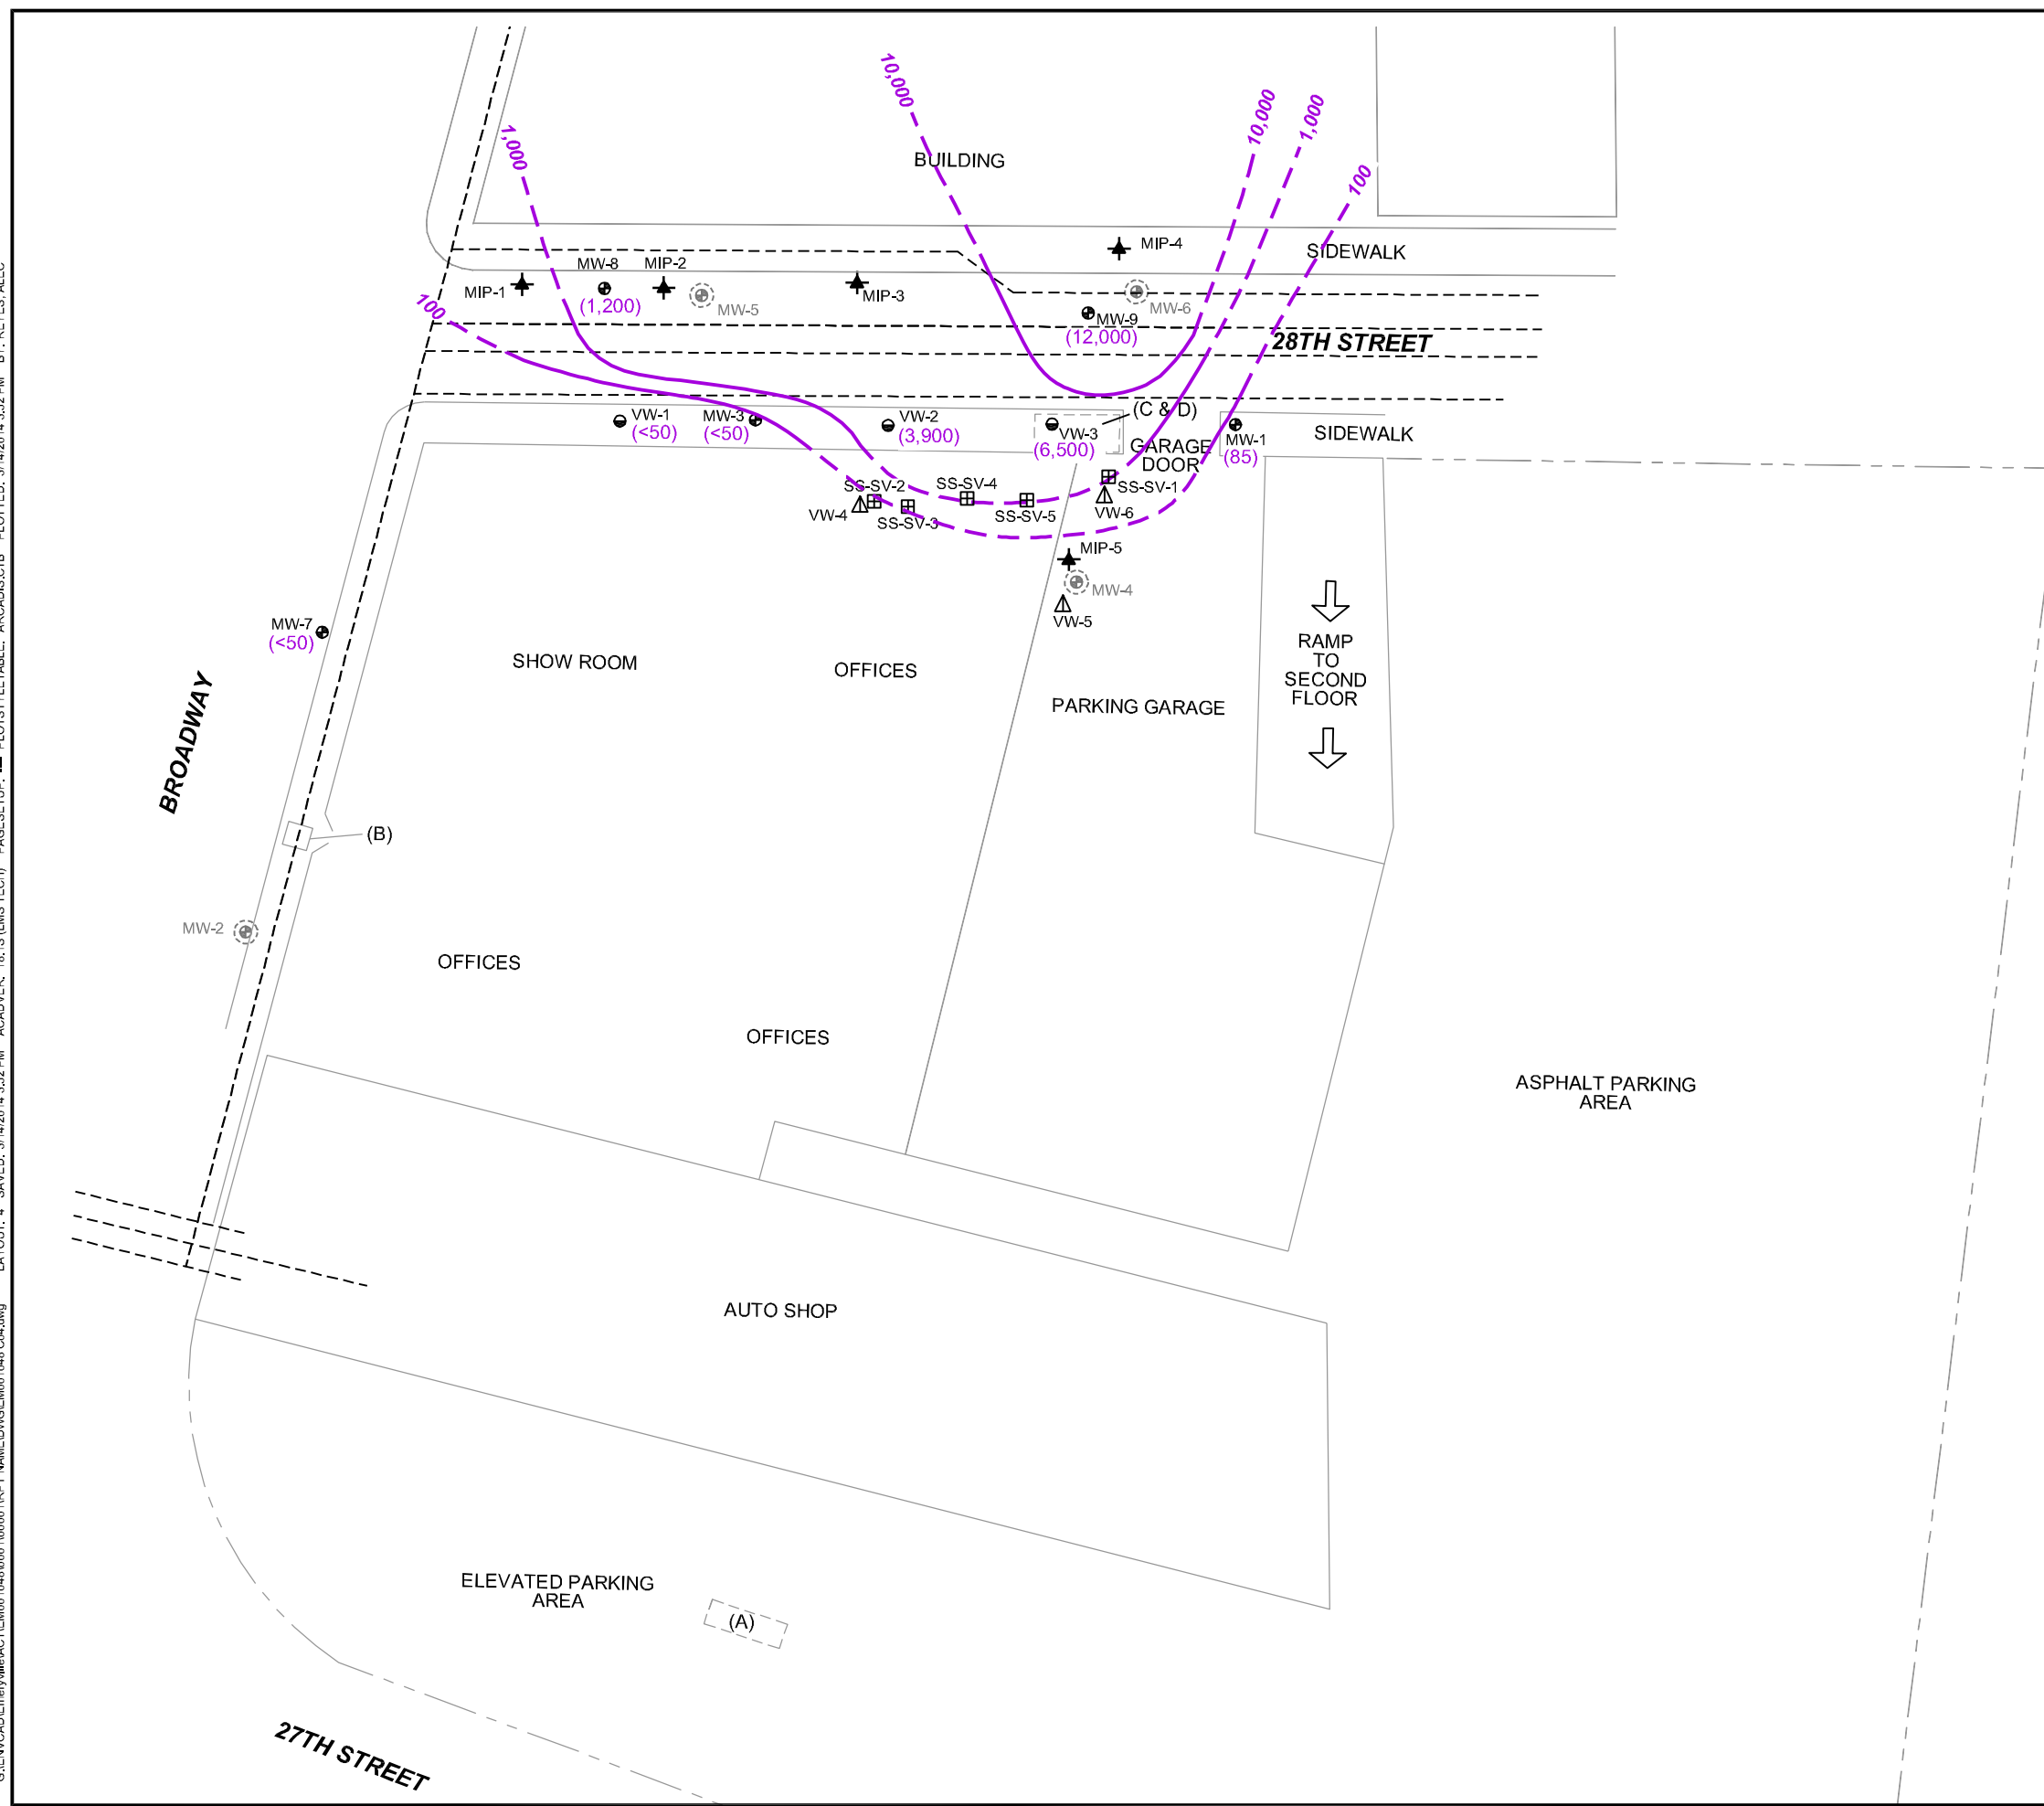 10,000
10,000
1,000
1,000
100
BUILDING
MIP-4
SIDEWALK
MW-8
MIP-2
MIP-1
(1,200)
MW-5
MIP-3
MW-6
MW-9
(12,000)
100
28TH STREET
VW-1
(<50)
MW-3
(<50)
VW-2
(3,900)
(C & D)
VW-3
(6,500)
GARAGE
DOOR
MW-1
(85)
SIDEWALK
SS-SV-2
SS-SV-4
SS-SV-1
VW-4
SS-SV-3
SS-SV-5
VW-6
MIP-5
MW-4
VW-5
MW-7
(<50)
SHOW ROOM
OFFICES
PARKING GARAGE
RAMP
TO
SECOND
FLOOR
BROADWAY
(B)
MW-2
OFFICES
OFFICES
ASPHALT PARKING
AREA
AUTO SHOP
ELEVATED PARKING
AREA
(A)
27TH STREET